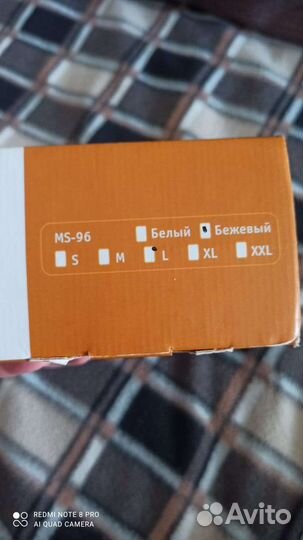 MS-96 Белый Бежевый
S M L XL XXL
REDMI NOTE 8 PRO
AI QUAD CAMERA
Avito